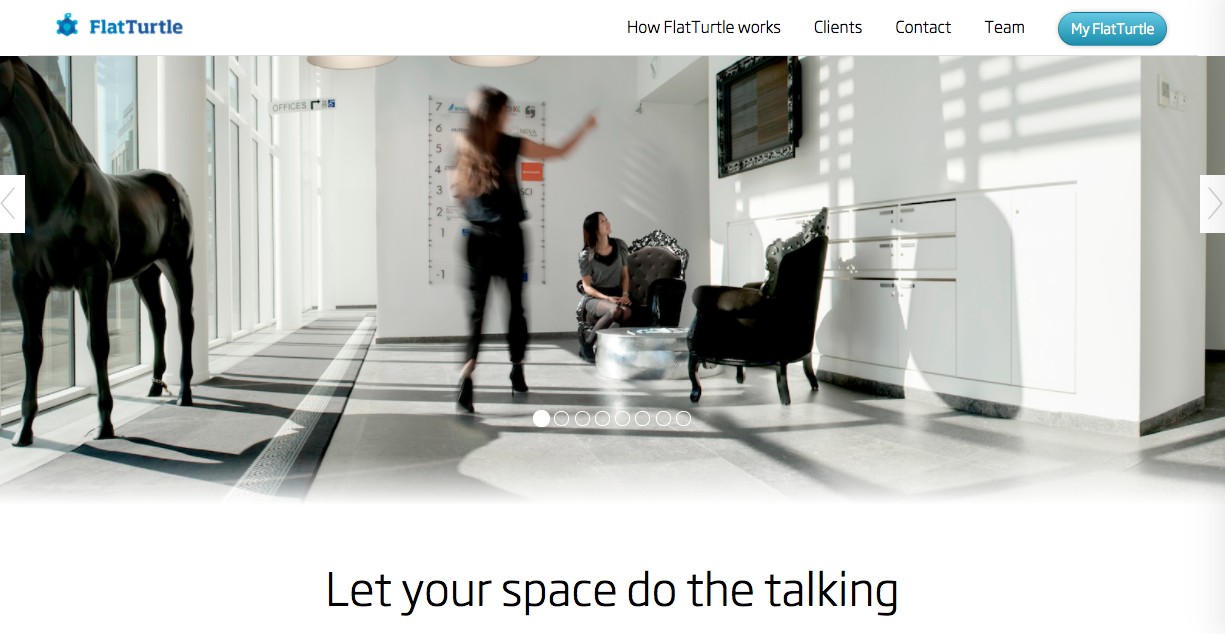 FlatTurtle
How FlatTurtle works
Clients
Contact
Team
My FlatTurtle
OFFICES
7
6
5
4
3
SCI
2
1
-1
Let your space do the talking